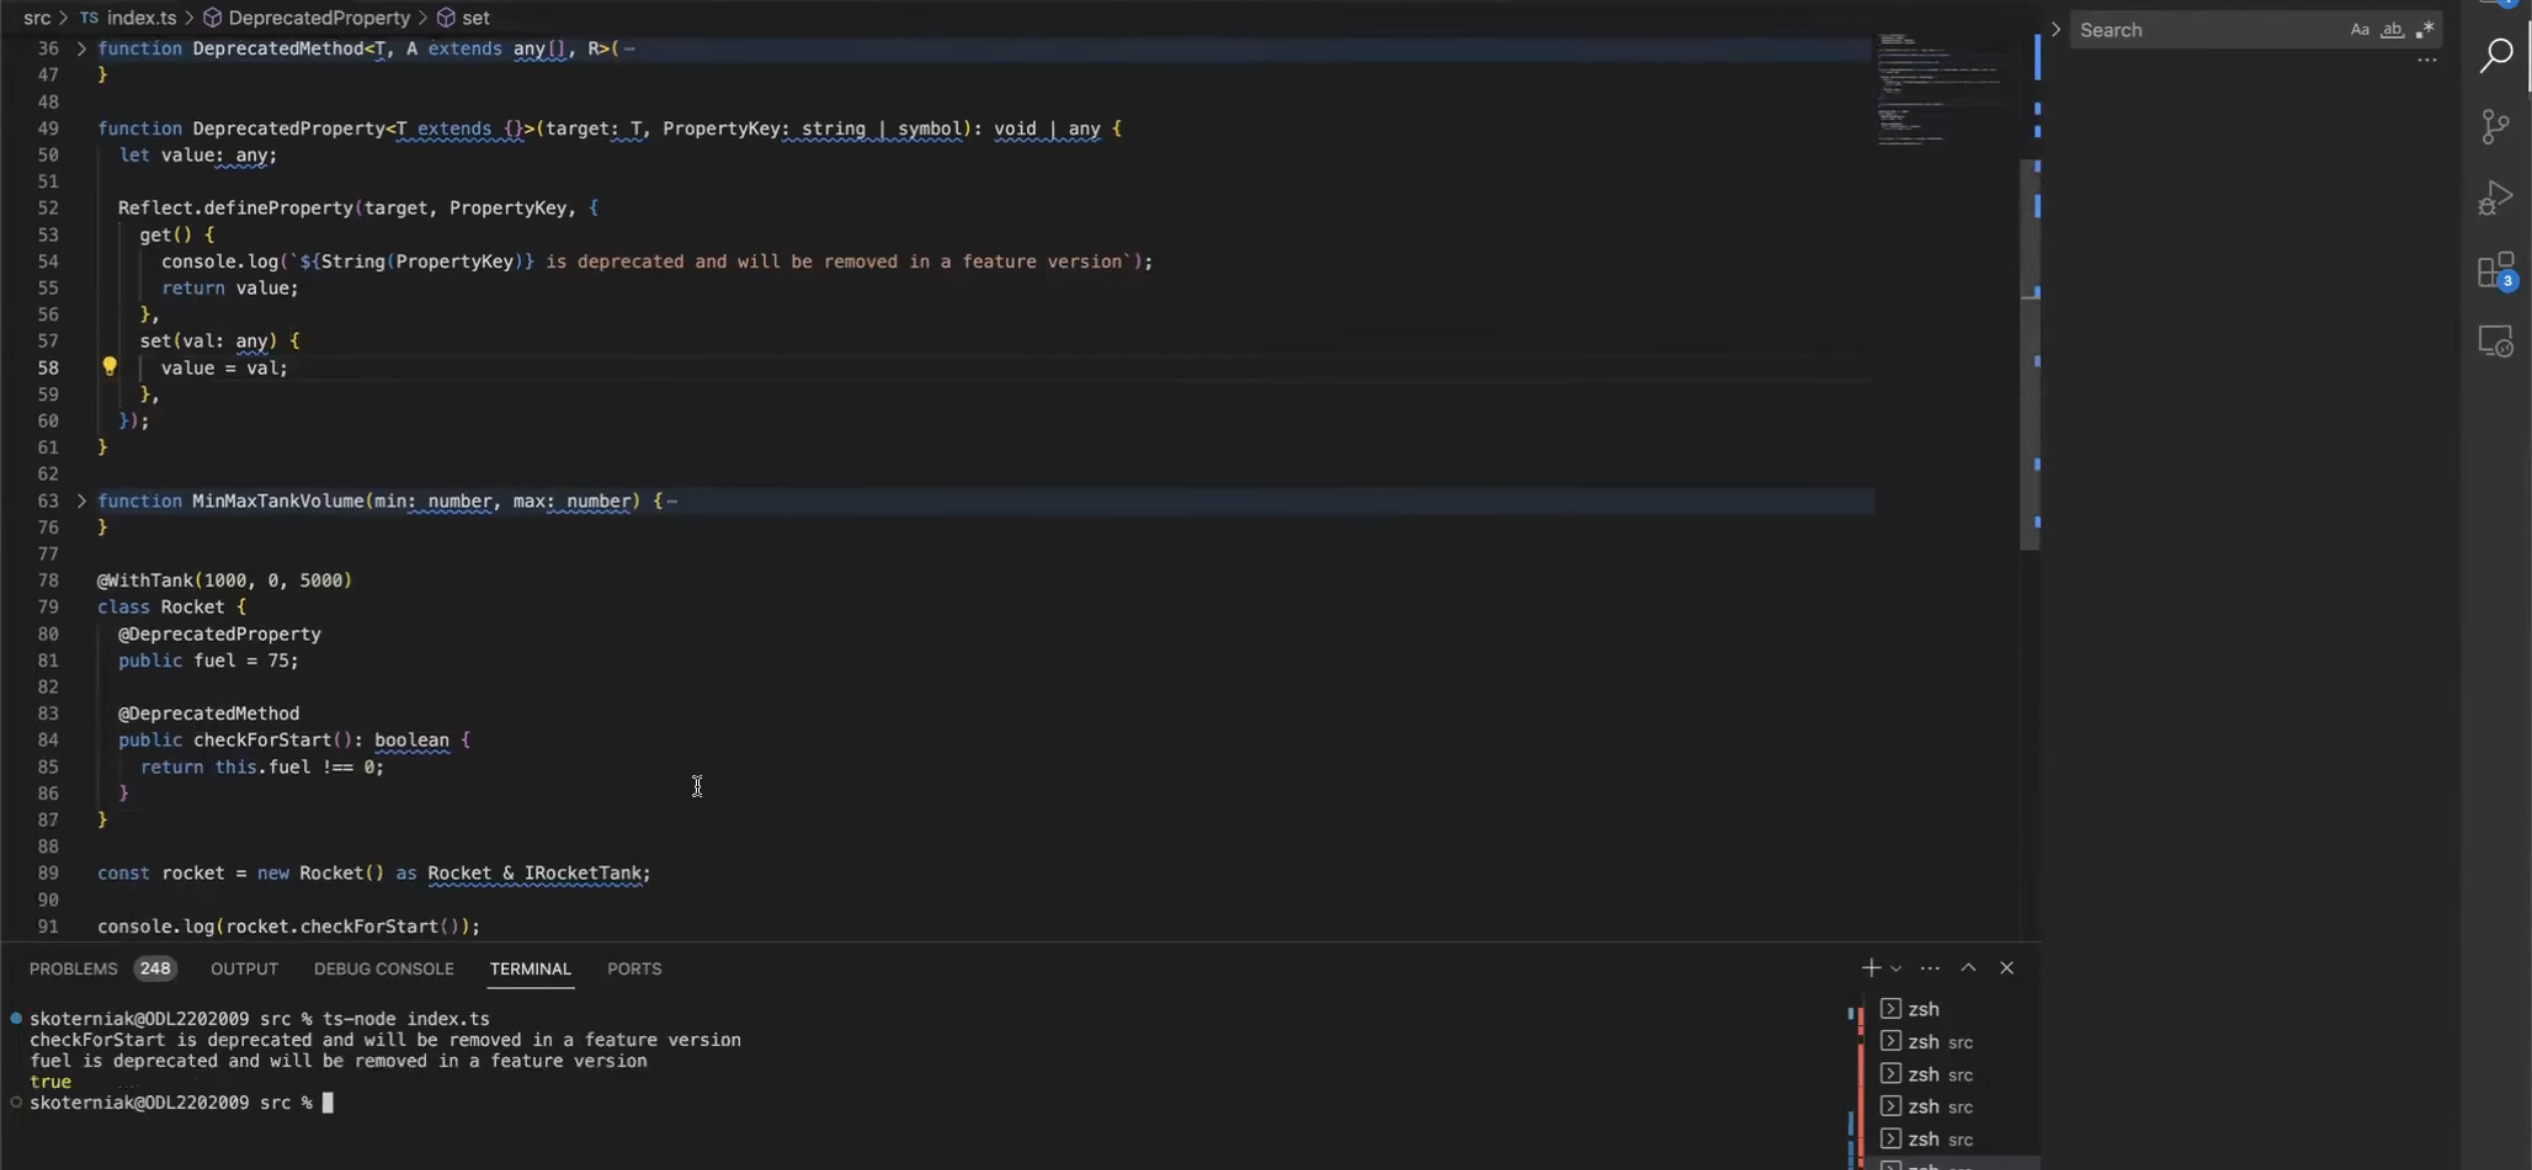 src > TS index.ts > DeprecatedProperty > set
36 > function DeprecatedMethod<T, A extends any[], R>(⋯
47 }
48
49 function DeprecatedProperty<T extends {}>(target: T, PropertyKey: string | symbol): void | any {
50 let value: any;
51
52 Reflect.defineProperty(target, PropertyKey, {
53 get() {
54 console.log(`${String(PropertyKey)} is deprecated and will be removed in a feature version`);
55 return value;
56 },
57 set(val: any) {
58 value = val;
59 },
60 });
61 }
62
63 > function MinMaxTankVolume(min: number, max: number) {⋯
76 }
77
78 @WithTank(1000, 0, 5000)
79 class Rocket {
80 @DeprecatedProperty
81 public fuel = 75;
82
83 @DeprecatedMethod
84 public checkForStart(): boolean {
85 return this.fuel !== 0;
86 }
87 }
88
89 const rocket = new Rocket() as Rocket & IRocketTank;
90
91 console.log(rocket.checkForStart());
Search Aa ab .*
3
PROBLEMS 248 OUTPUT DEBUG CONSOLE TERMINAL PORTS
skoterniak@ODL2202009 src % ts-node index.ts
checkForStart is deprecated and will be removed in a feature version
fuel is deprecated and will be removed in a feature version
true
skoterniak@ODL2202009 src %
zsh
zsh src
zsh src
zsh src
zsh src